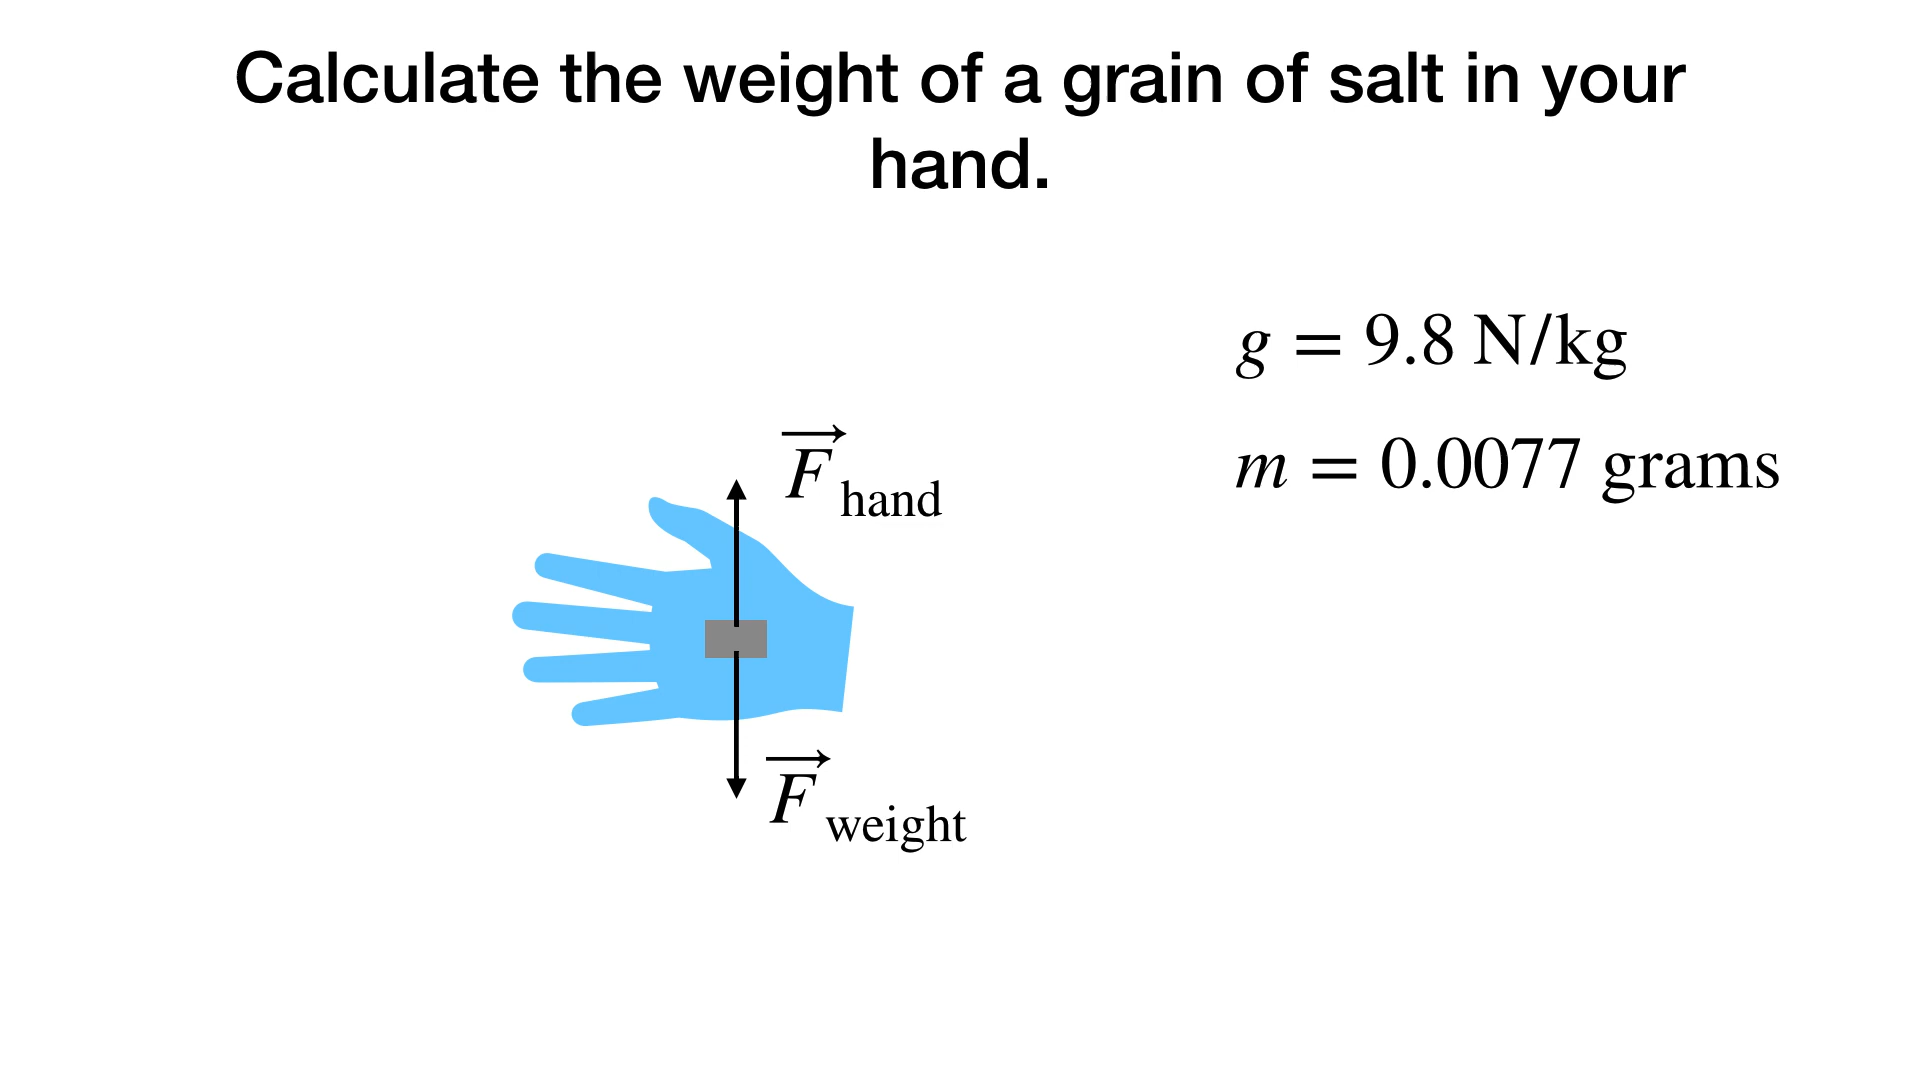 Calculate the weight of a grain of salt in your
hand.
g = 9.8 N/kg
m = 0.0077 grams
F⃗ hand
F⃗ weight